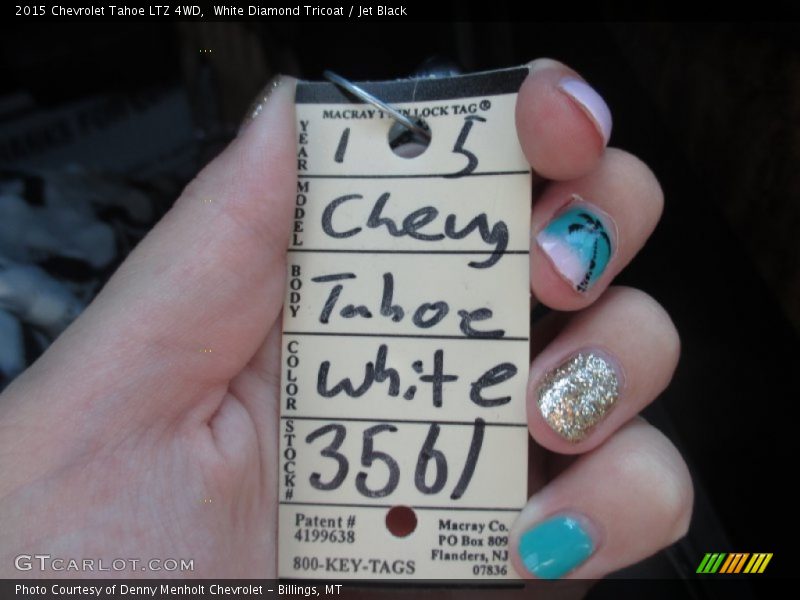 2015 Chevrolet Tahoe LTZ 4WD, White Diamond Tricoat / Jet Black
MACRAY TWIN LOCK TAG®
YEAR 1 5
MODEL Chevy
BODY Tahoe
COLOR White
STOCK# 3561
Patent #
4199638
800-KEY-TAGS
Macray Co.
PO Box 809
Flanders, NJ
07836
GTCARLOT.COM
Photo Courtesy of Denny Menholt Chevrolet - Billings, MT